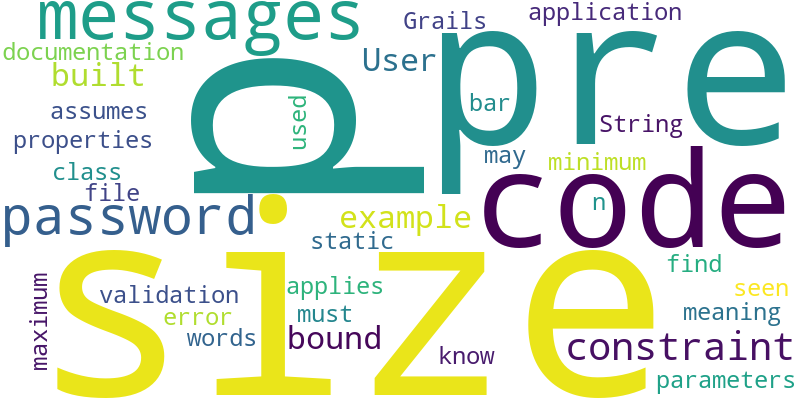 messages
Grails
application
documentation
User
pre
built
p
used
bar
assumes
String
properties
may
minimum
class
code
file
n
password
example
static
find
size
maximum
validation
applies
seen
error
must
meaning
words
bound
know
constraint
parameters